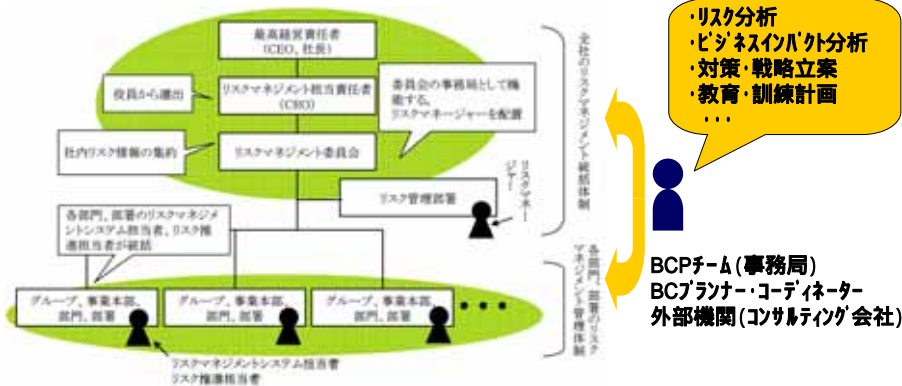 最高経営責任者
(CEO、社長)
役員から選出
リスクマネジメント担当責任者
(CRO)
委員会の事務局として機
能する、
リスクマネージャーを配置
社内リスク情報の集約
リスクマネジメント委員会
リスク管理部署
リスクマネー
ジャー
全社のリスクマネジメント統括体制
各部門、部署のリスクマネジメ
ントシステム担当者、リスク推
進担当者が統括
グループ、事業本部、
部門、部署
グループ、事業本部、
部門、部署
グループ、事業本部、
部門、部署
・・・
各部門、部署のリスク
マネジメント管理体制
リスクマネジメントシステム担当者
リスク推進担当者
・リスク分析
・ビジネスインパクト分析
・対策・戦略立案
・教育・訓練計画
・・・
BCPチーム(事務局)
BCプランナー・コーディネーター
外部機関(コンサルティング会社)